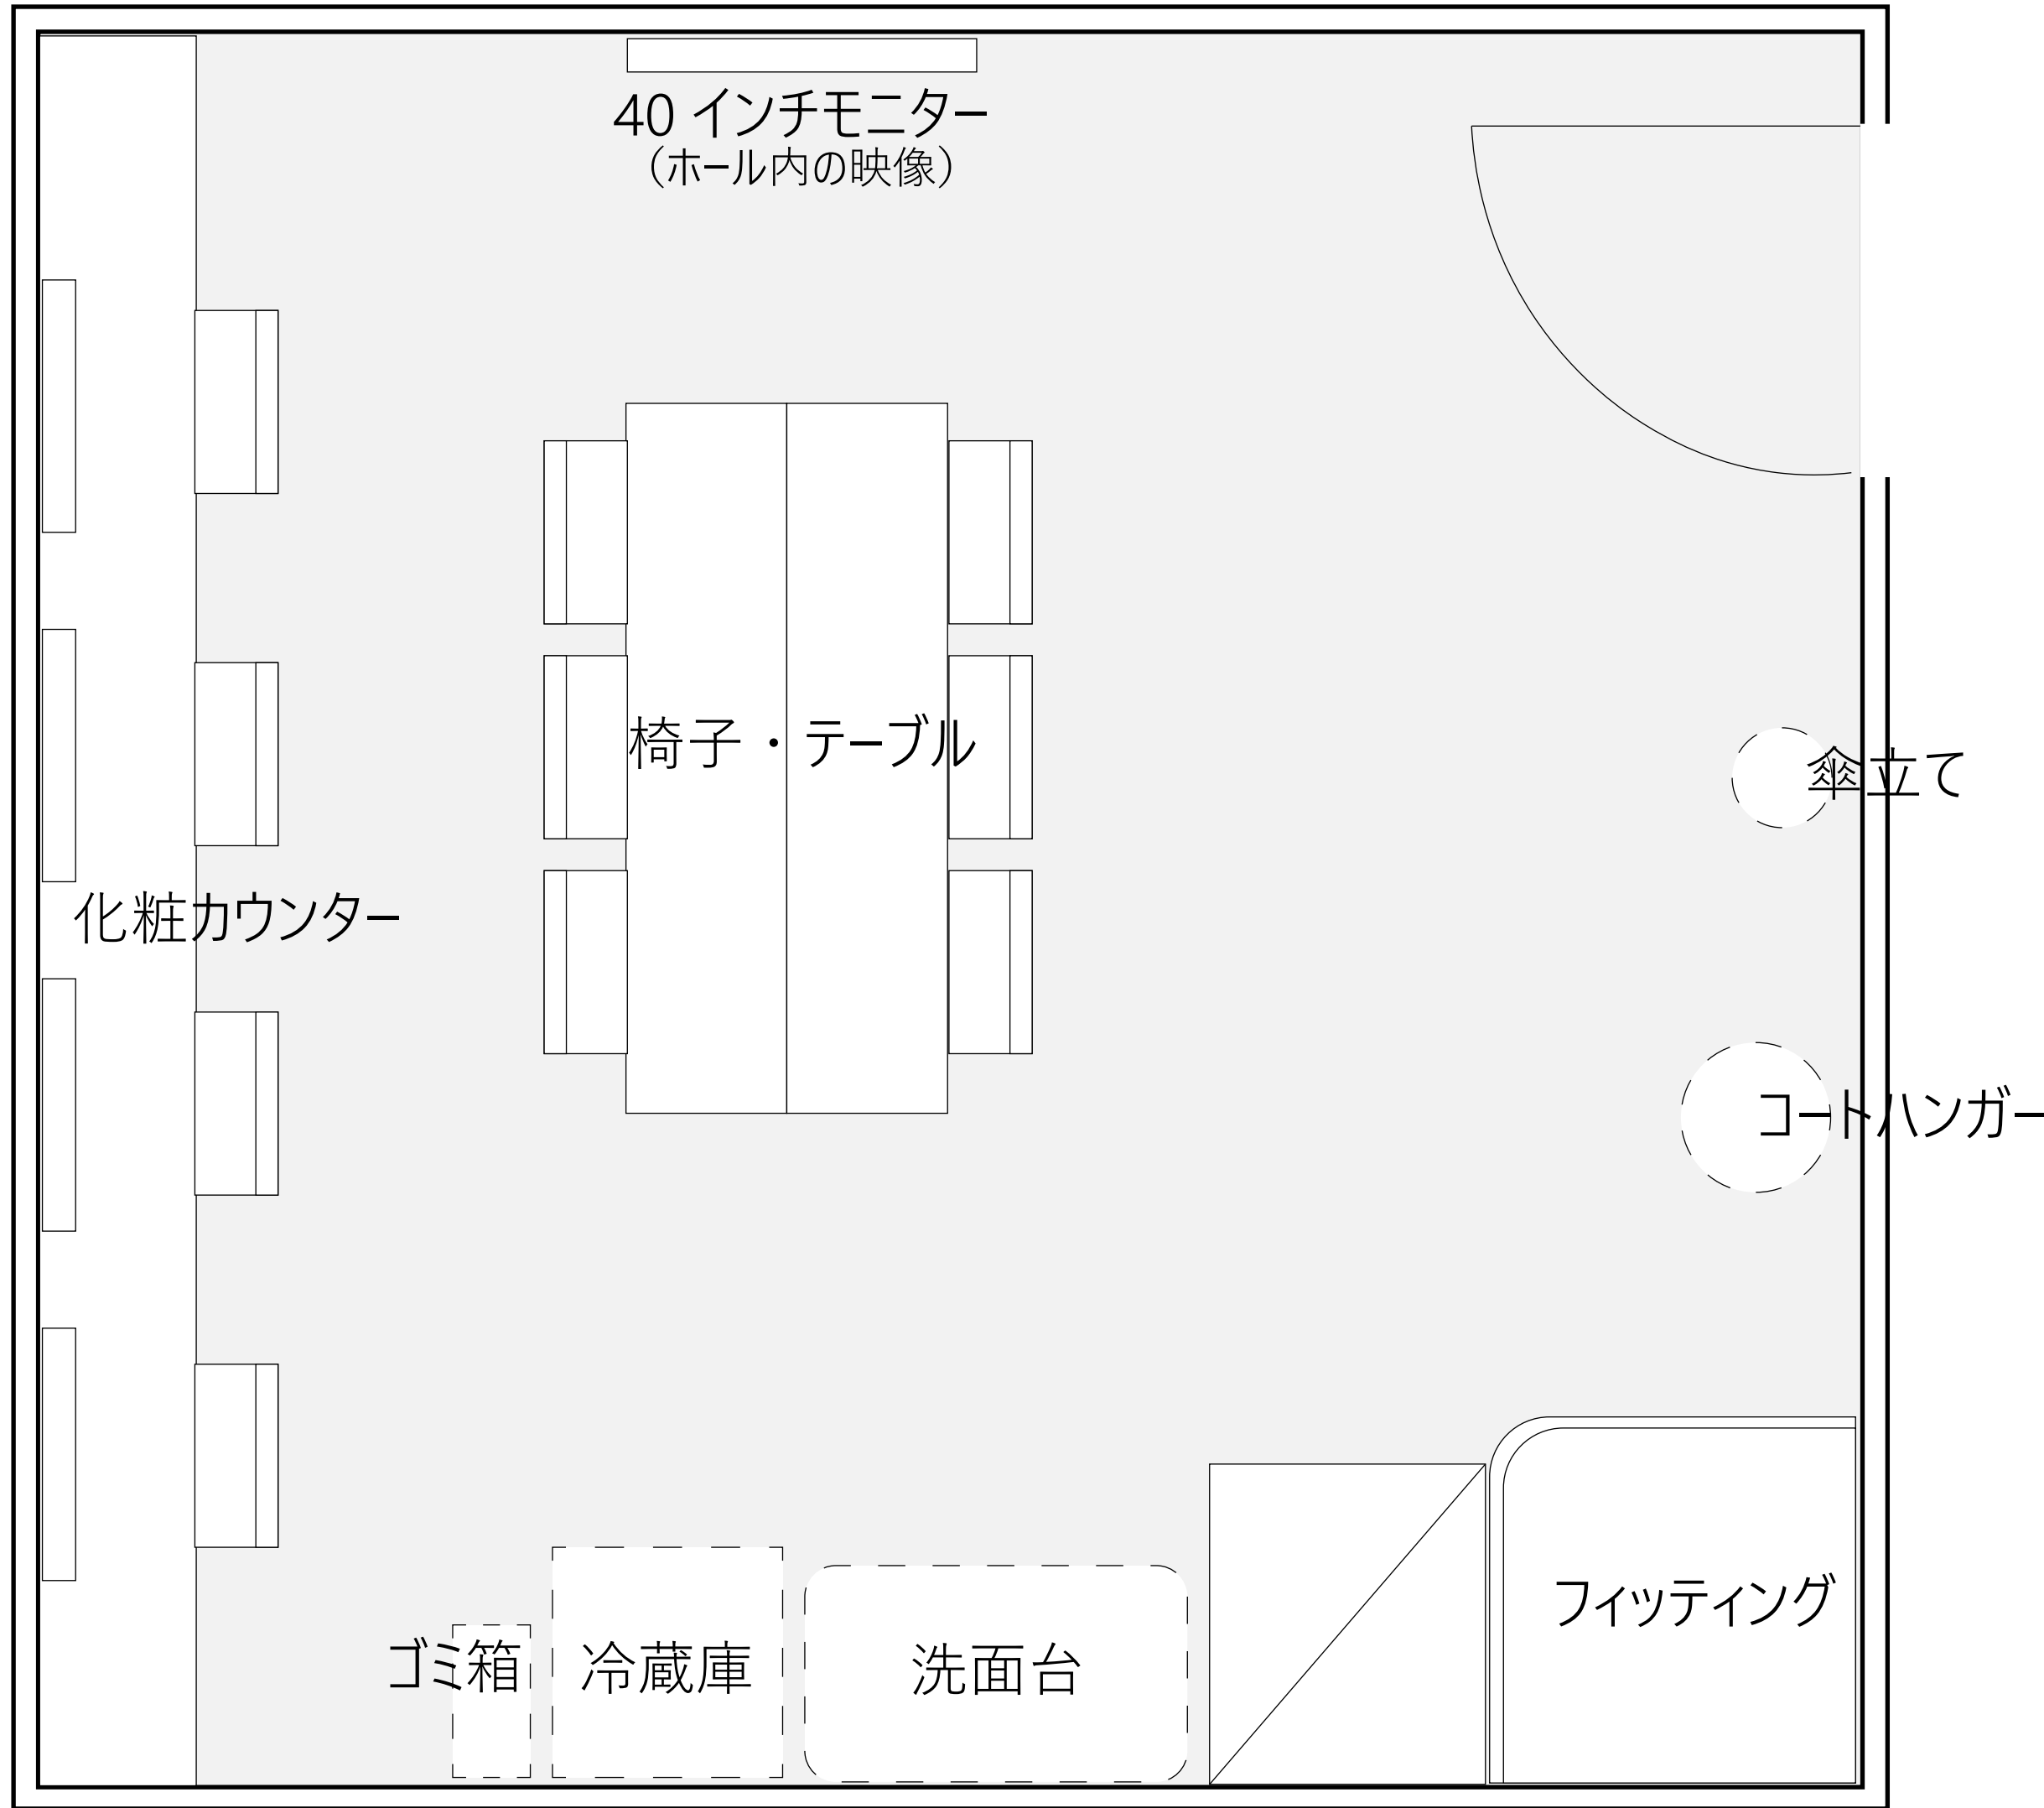 40 インチモニター
(ホール内の映像)
椅子・テーブル
傘立て
化粧カウンター
コートハンガー
フィッティング
ゴミ箱
冷蔵庫
洗面台